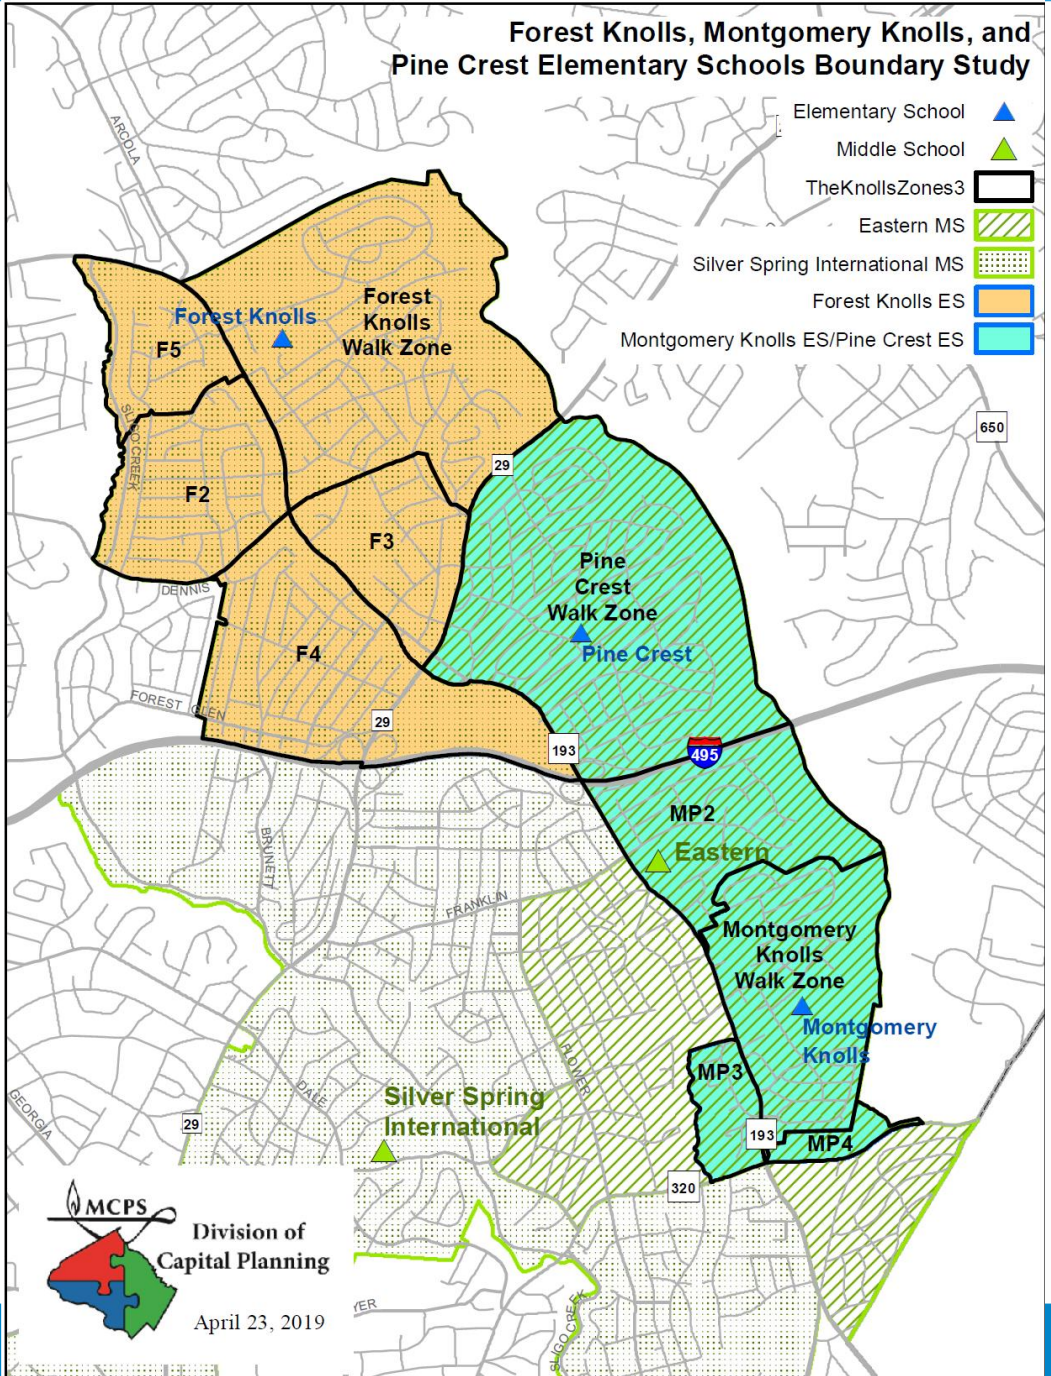 Forest Knolls, Montgomery Knolls, and
Pine Crest Elementary Schools Boundary Study
Elementary School
Middle School
TheKnollsZones3
Eastern MS
Silver Spring International MS
Forest Knolls ES
Montgomery Knolls ES/Pine Crest ES
ARCOLA
Forest
Knolls
Walk Zone
Forest Knolls
F5
SLIGO CREEK
650
29
F2
F3
Pine
Crest
Walk Zone
Pine Crest
DENNIS
F4
FOREST GLEN
29
193
495
MP2
Eastern
BRUNETT
FRANKLIN
Montgomery
Knolls
Walk Zone
Montgomery
Knolls
FLOWER
MP3
DALE
Silver Spring
International
GEORGIA
29
193
MP4
320
MCPS
Division of
Capital Planning
April 23, 2019
YER
SLIGO CREEK